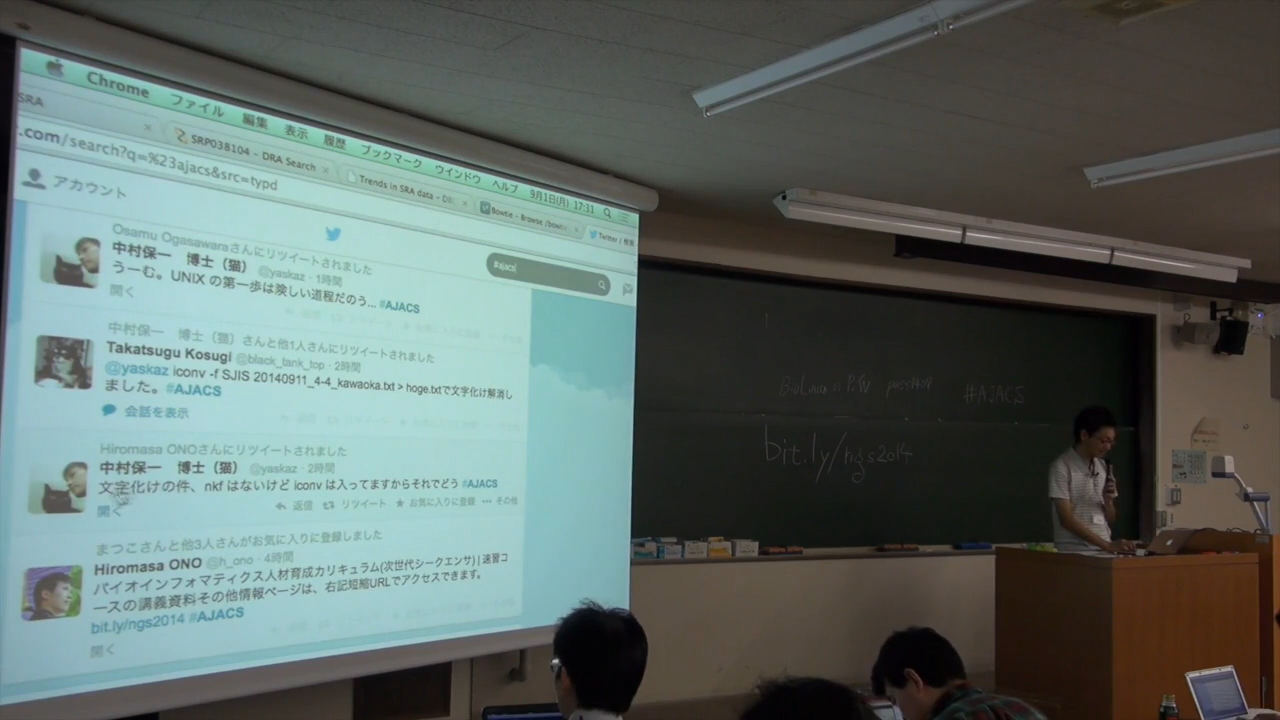 Chrome ファイル 編集 表示 履歴 ブックマーク ウインドウ ヘルプ 9月1日(月) 17:31
SRA
SRP038104 - DRA Search
Trends in SRA data - DB
Bowtie - Browse /bowtie
Twitter / 検索
.com/search?q=%23ajacs&src=typd
アカウント
#ajacs
Osamu Ogasawaraさんにリツイートされました
中村保一 博士（猫） @yaskaz · 1時間
うーむ。UNIX の第一歩は険しい道程だのう... #AJACS
開く
中村保一 博士（猫）さんと他1人さんにリツイートされました
Takatsugu Kosugi @black_tank_top · 2時間
@yaskaz iconv -f SJIS 20140911_4-4_kawaoka.txt > hoge.txtで文字化け解消し
ました。#AJACS
会話を表示
Hiromasa ONOさんにリツイートされました
中村保一 博士（猫） @yaskaz · 2時間
文字化けの件、nkf はないけど iconv は入ってますからそれでどう #AJACS
開く 返信 リツイート お気に入りに登録 その他
まつこさんと他3人さんがお気に入りに登録しました
Hiromasa ONO @h_ono · 4時間
バイオインフォマティクス人材育成カリキュラム(次世代シークエンサ) | 速習コ
ースの講義資料その他情報ページは、右記短縮URLでアクセスできます。
bit.ly/ngs2014 #AJACS
開く
#AJACS
bit.ly/ngs2014